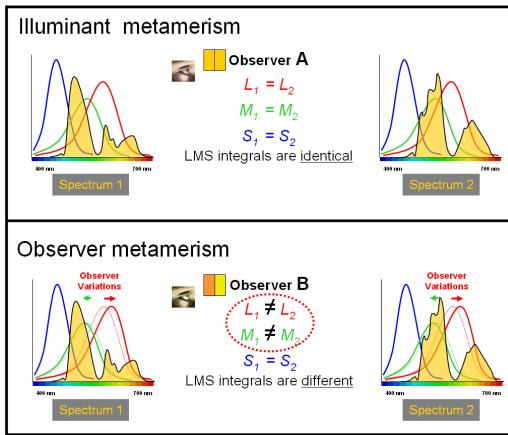 Illuminant metamerism
Observer A
L1 = L2
M1 = M2
S1 = S2
LMS integrals are identical
400 nm 700 nm
Spectrum 1
400 nm 700 nm
Spectrum 2
Observer metamerism
Observer
Variations
Observer B
L1 ≠ L2
M1 ≠ M2
S1 = S2
LMS integrals are different
Observer
Variations
400 nm 700 nm
Spectrum 1
400 nm 700 nm
Spectrum 2